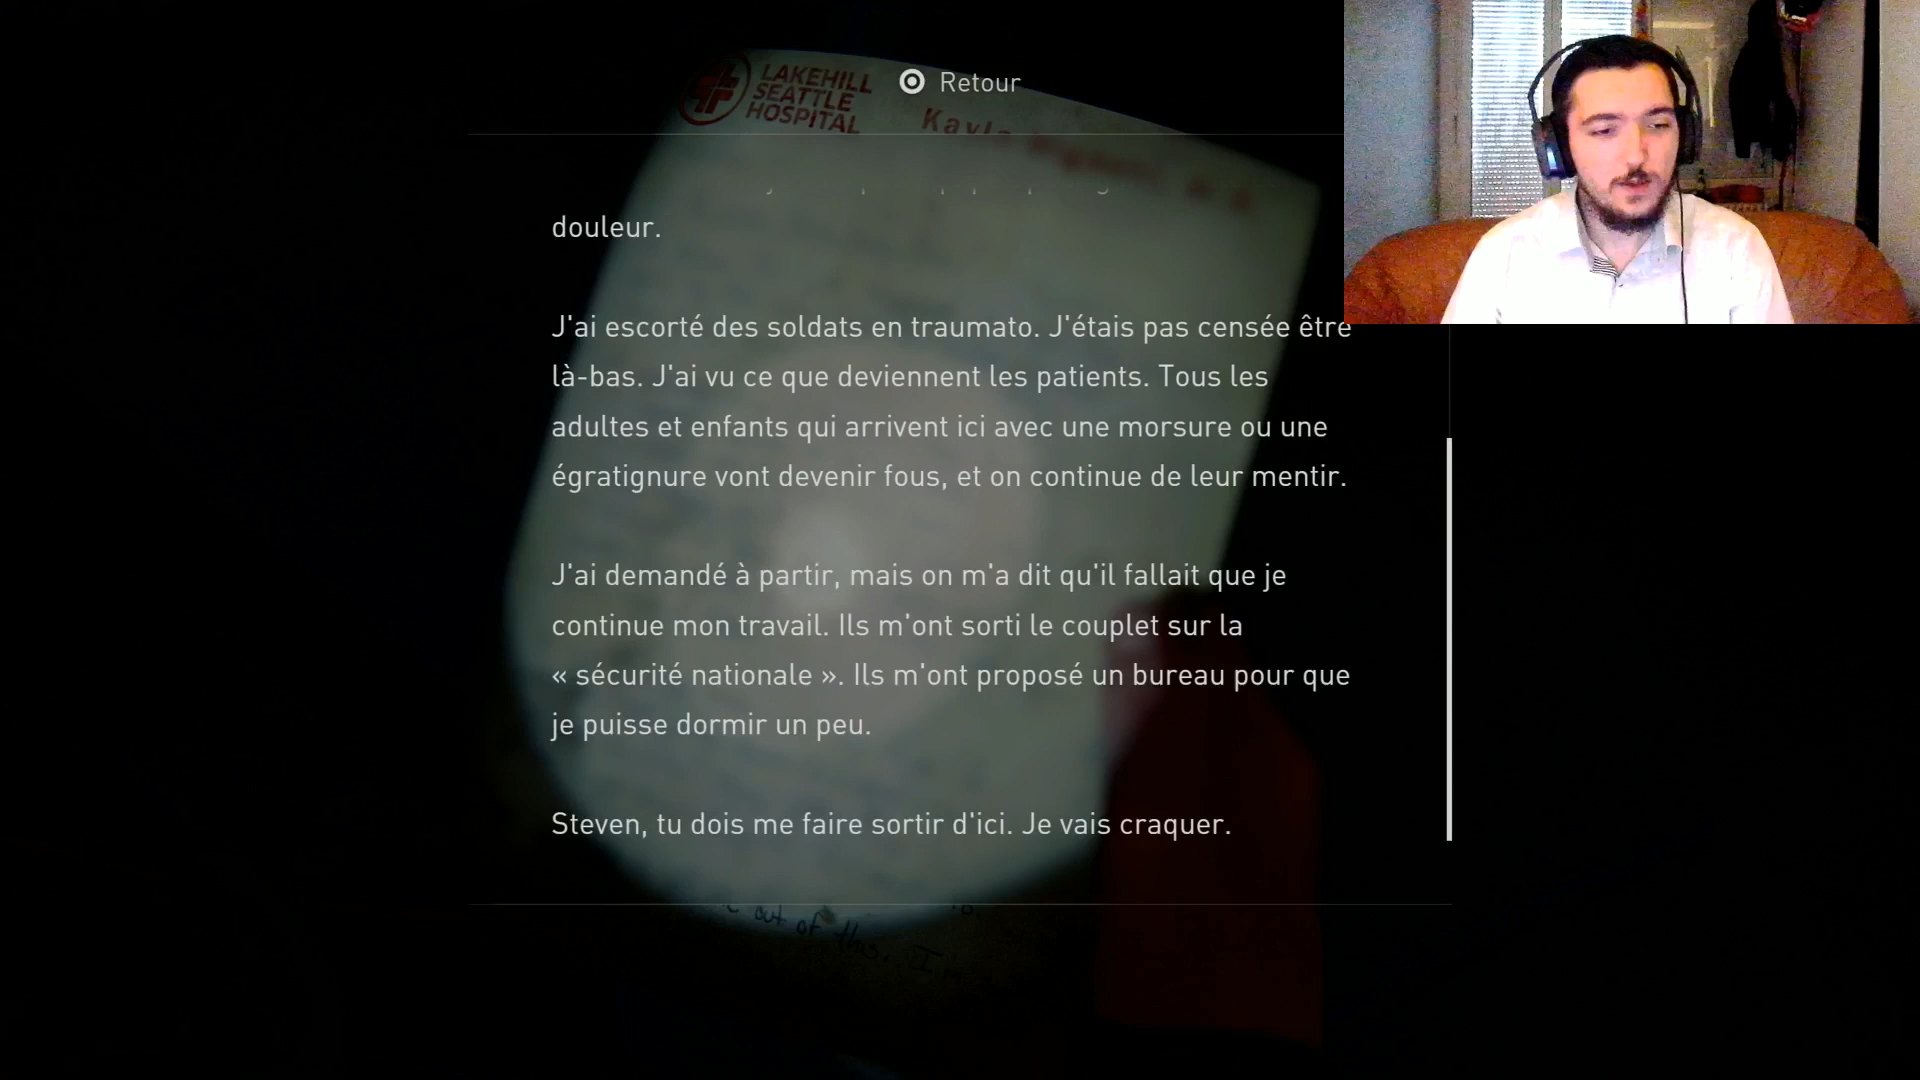 Retour
LAKEHILL
SEATTLE
HOSPITAL
douleur.
J'ai escorté des soldats en traumato. J'étais pas censée être
là-bas. J'ai vu ce que deviennent les patients. Tous les
adultes et enfants qui arrivent ici avec une morsure ou une
égratignure vont devenir fous, et on continue de leur mentir.
J'ai demandé à partir, mais on m'a dit qu'il fallait que je
continue mon travail. Ils m'ont sorti le couplet sur la
« sécurité nationale ». Ils m'ont proposé un bureau pour que
je puisse dormir un peu.
Steven, tu dois me faire sortir d'ici. Je vais craquer.
out of this. I